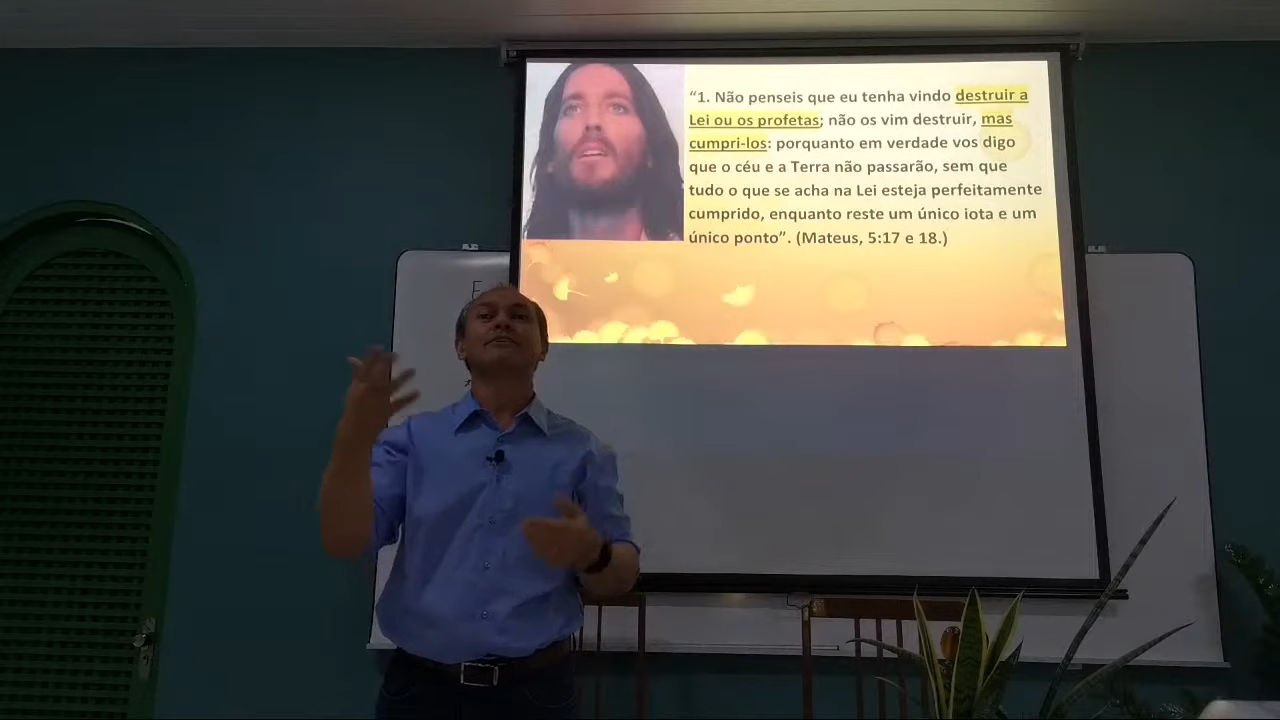 “1. Não penseis que eu tenha vindo destruir a
Lei ou os profetas; não os vim destruir, mas
cumpri-los: porquanto em verdade vos digo
que o céu e a Terra não passarão, sem que
tudo o que se acha na Lei esteja perfeitamente
cumprido, enquanto reste um único iota e um
único ponto”. (Mateus, 5:17 e 18.)